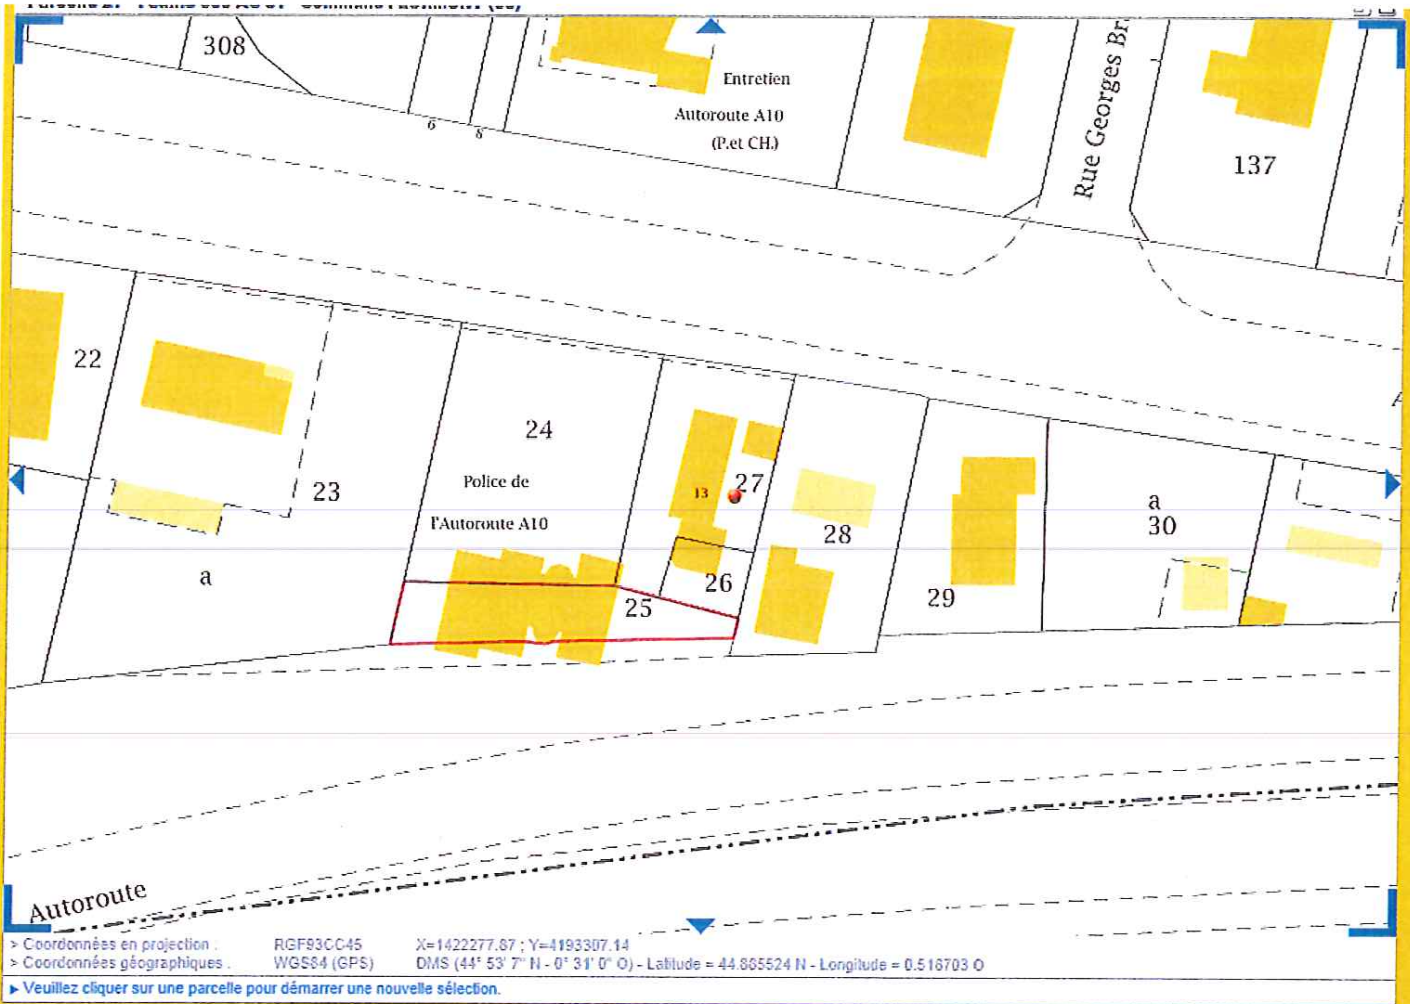 308
Entretien
Autoroute A10
(P.et CH.)
6
8
Rue Georges
137
22
24
23
Police de
l'Autoroute A10
27
13
28
a
30
a
26
25
29
Autoroute
> Coordonnées en projection : RGF93CC45 X=1422277.87 ; Y=4193307.14
> Coordonnées géographiques : WGS84 (GPS) DMS (44° 53' 7" N - 0° 31' 0" O) - Latitude = 44.885524 N - Longitude = 0.516703 O
▸ Veuillez cliquer sur une parcelle pour démarrer une nouvelle sélection.